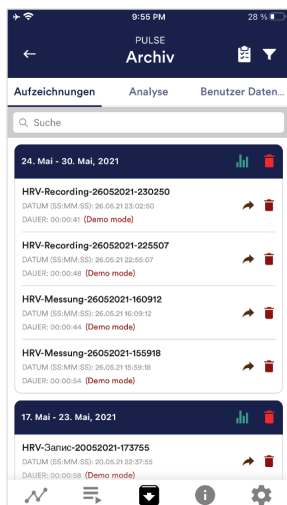 9:55 PM
28 %
PULSE
Archiv
Aufzeichnungen
Analyse
Benutzer Daten...
Suche
24. Mai - 30. Mai, 2021
HRV-Recording-26052021-230250
DATUM (SS:MM:SS): 26.05.21 23:02:50
DAUER: 00:00:41 (Demo mode)
HRV-Recording-26052021-225507
DATUM (SS:MM:SS): 26.05.21 22:55:07
DAUER: 00:00:48 (Demo mode)
HRV-Messung-26052021-160912
DATUM (SS:MM:SS): 26.05.21 16:09:12
DAUER: 00:00:44 (Demo mode)
HRV-Messung-26052021-155918
DATUM (SS:MM:SS): 26.05.21 15:59:18
DAUER: 00:00:54 (Demo mode)
17. Mai - 23. Mai, 2021
HRV-Запис-20052021-173755
DATUM (SS:MM:SS): 20.05.21 22:37:55
DAUER: 00:00:58 (Demo mode)